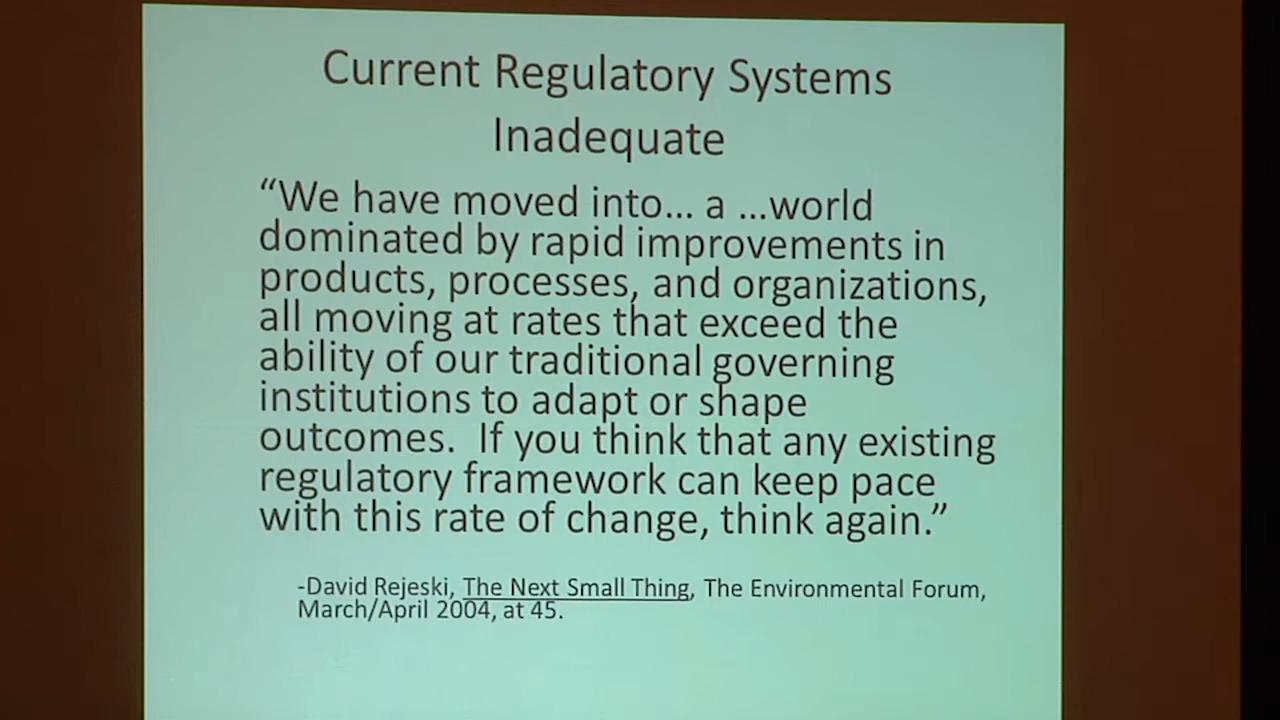 Current Regulatory Systems
Inadequate
“We have moved into... a ...world
dominated by rapid improvements in
products, processes, and organizations,
all moving at rates that exceed the
ability of our traditional governing
institutions to adapt or shape
outcomes.  If you think that any existing
regulatory framework can keep pace
with this rate of change, think again.”
-David Rejeski, The Next Small Thing, The Environmental Forum,
March/April 2004, at 45.